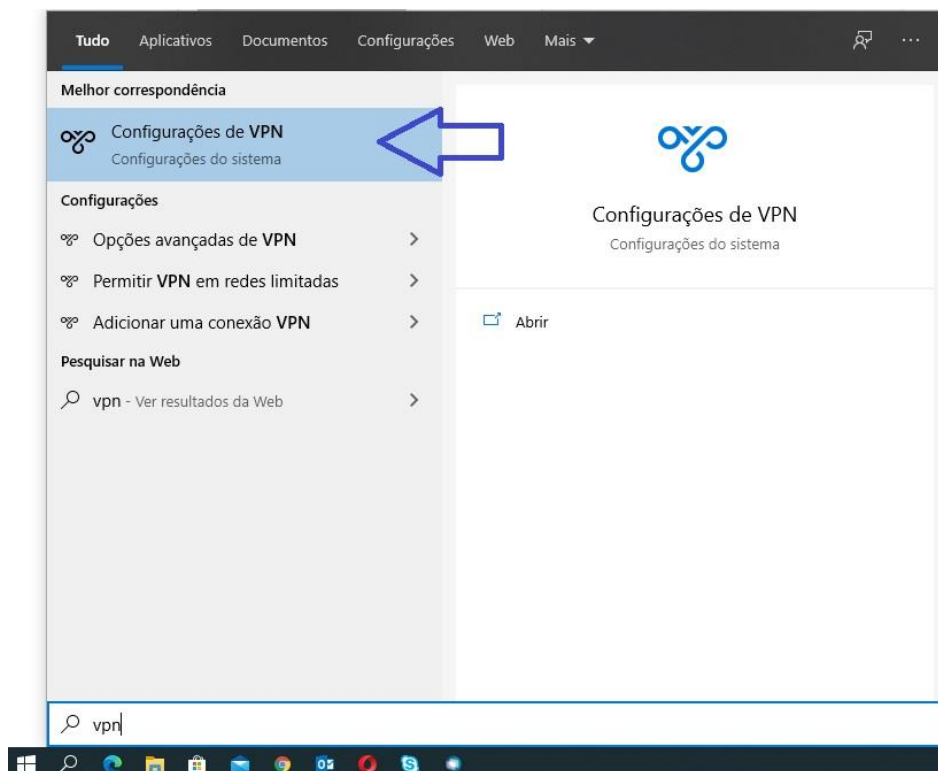 Tudo Aplicativos Documentos Configurações Web Mais
Melhor correspondência
Configurações de VPN
Configurações do sistema
Configurações
Opções avançadas de VPN
Permitir VPN em redes limitadas
Adicionar uma conexão VPN
Pesquisar na Web
vpn - Ver resultados da Web
Configurações de VPN
Configurações do sistema
Abrir
vpn